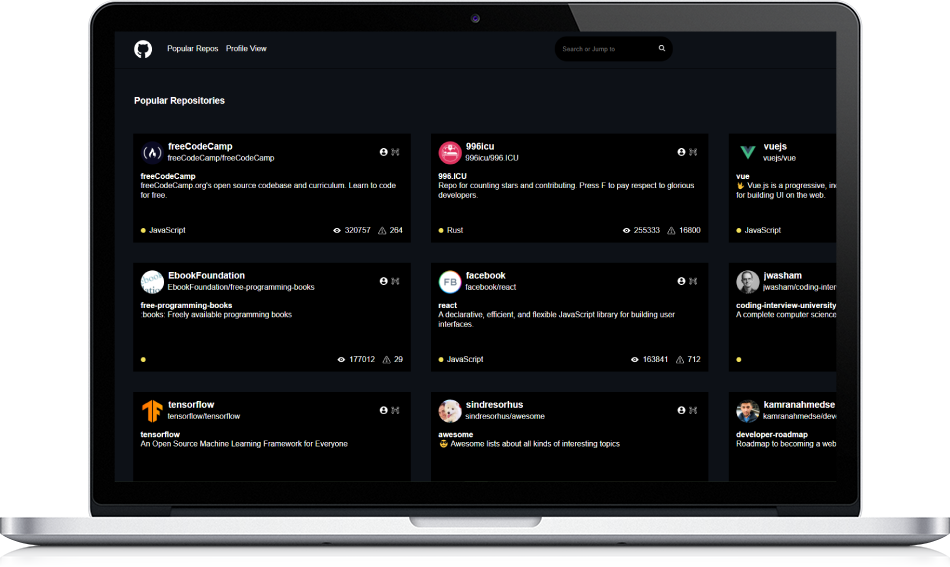 Popular Repos Profile View
Search or Jump to
Popular Repositories
freeCodeCamp
freeCodeCamp/freeCodeCamp
freeCodeCamp
freeCodeCamp.org's open source codebase and curriculum. Learn to code
for free.
JavaScript 320757 264
996icu
996icu/996.ICU
996.ICU
Repo for counting stars and contributing. Press F to pay respect to glorious
developers.
Rust 255333 16800
vuejs
vuejs/vue
vue
🖖 Vue.js is a progressive,
for building UI on the web.
JavaScript
EbookFoundation
EbookFoundation/free-programming-books
free-programming-books
:books: Freely available programming books
177012 29
FB
facebook
facebook/react
react
A declarative, efficient, and flexible JavaScript library for building user
interfaces.
JavaScript 163841 712
jwasham
jwasham/coding-inter
coding-interview-university
A complete computer science
tensorflow
tensorflow/tensorflow
tensorflow
An Open Source Machine Learning Framework for Everyone
sindresorhus
sindresorhus/awesome
awesome
😎 Awesome lists about all kinds of interesting topics
kamranahmedse
kamranahmedse/dev
developer-roadmap
Roadmap to becoming a web